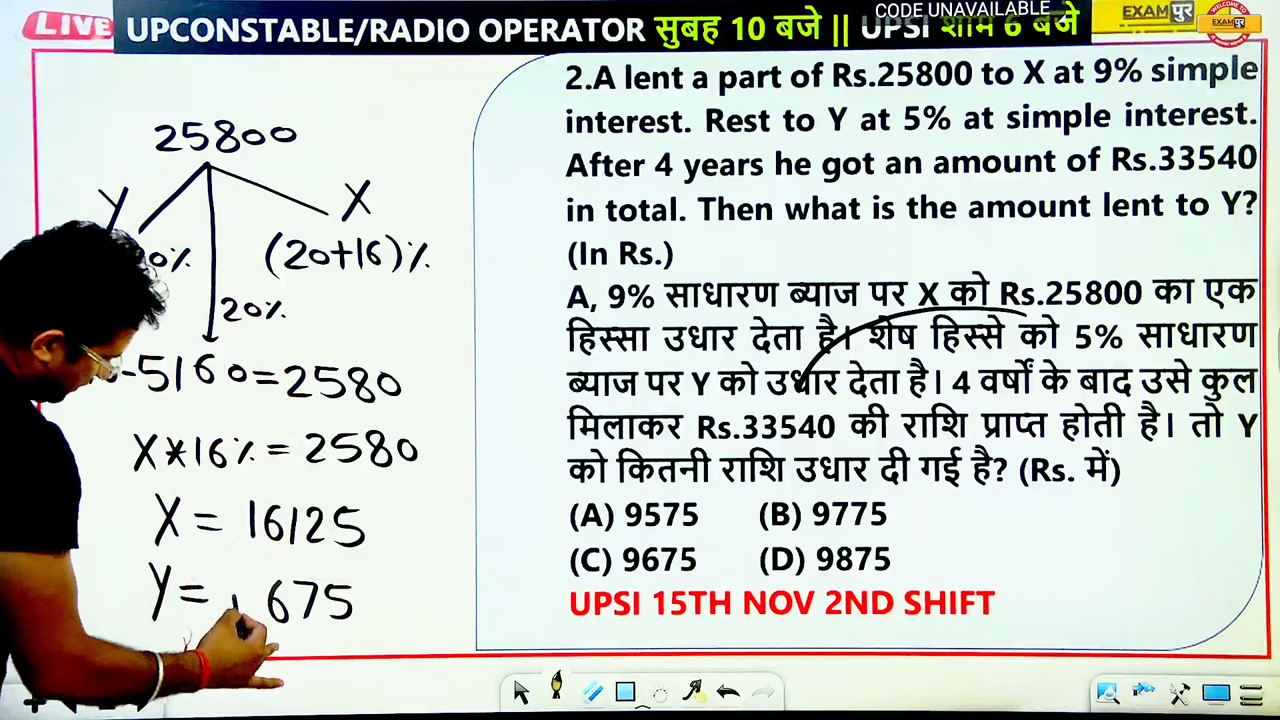 CODE UNAVAILABLE
LIVE UPCONSTABLE/RADIO OPERATOR सुबह 10 बजे || UPSI शाम 6 बजे EXAMपुर
WELCOME TO
EXAMपुर
2.A lent a part of Rs.25800 to X at 9% simple
interest. Rest to Y at 5% at simple interest.
After 4 years he got an amount of Rs.33540
in total. Then what is the amount lent to Y?
(In Rs.)
A, 9% साधारण ब्याज पर X को Rs.25800 का एक
हिस्सा उधार देता है। शेष हिस्से को 5% साधारण
ब्याज पर Y को उधार देता है। 4 वर्षों के बाद उसे कुल
मिलाकर Rs.33540 की राशि प्राप्त होती है। तो Y
को कितनी राशि उधार दी गई है? (Rs. में)
(A) 9575 (B) 9775
(C) 9675 (D) 9875
UPSI 15TH NOV 2ND SHIFT
25800
Y X
0% (20+16)%
20%
-5160=2580
X*16%=2580
X=16125
Y= 675